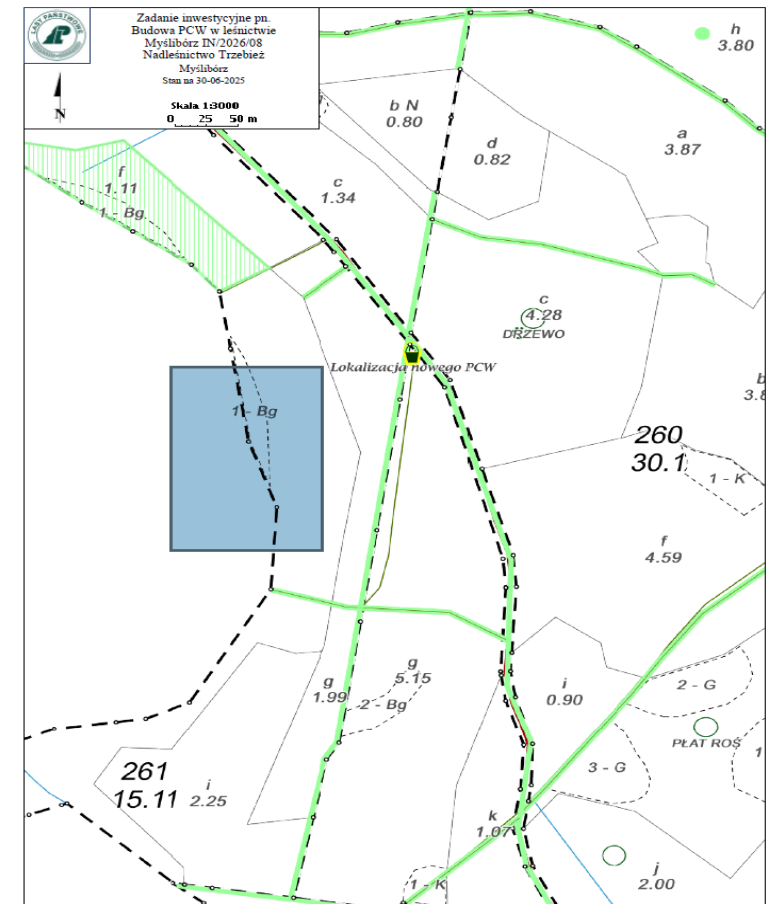 LASY PAŃSTWOWE
Zadanie inwestycyjne pn.
Budowa PCW w leśnictwie
Myślibórz IN/2026/08
Nadleśnictwo Trzebież
Myślibórz
Stan na 30-06-2025
N
Skala 1:3000
0 25 50 m
h
3.80
b N
0.80
a
3.87
d
0.82
f
1.11
c
1.34
1 - Bg
c
4.28
DRZEWO
Lokalizacja nowego PCW
b
3.8
1 - Bg
260
30.1
1 - K
f
4.59
g
5.15
g
1.99
2 - Bg
i
0.90
2 - G
PŁAT ROŚ
1
3 - G
261
15.11
i
2.25
k
1.07
j
2.00
1 - K